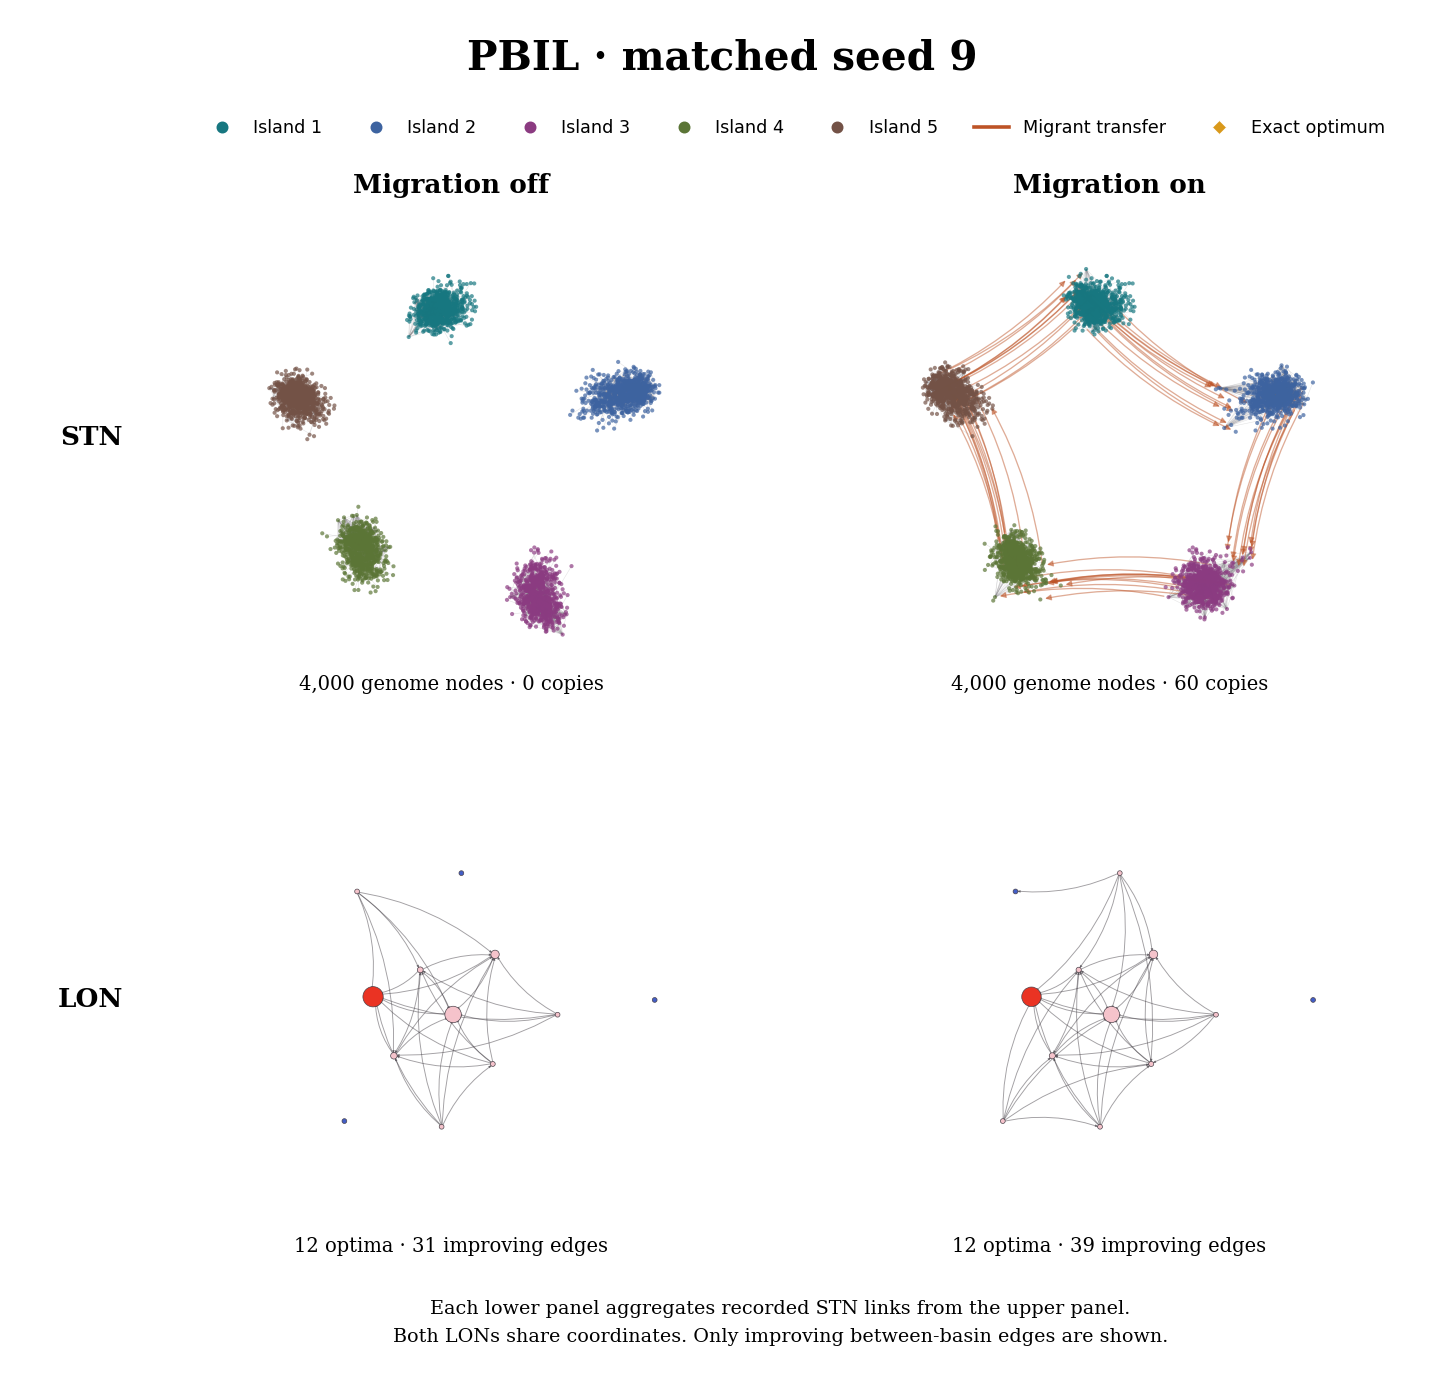 PBIL · matched seed 9
Island 1 Island 2 Island 3 Island 4 Island 5 Migrant transfer Exact optimum
Migration off Migration on
STN
4,000 genome nodes · 0 copies 4,000 genome nodes · 60 copies
LON
12 optima · 31 improving edges 12 optima · 39 improving edges
Each lower panel aggregates recorded STN links from the upper panel.
Both LONs share coordinates. Only improving between-basin edges are shown.